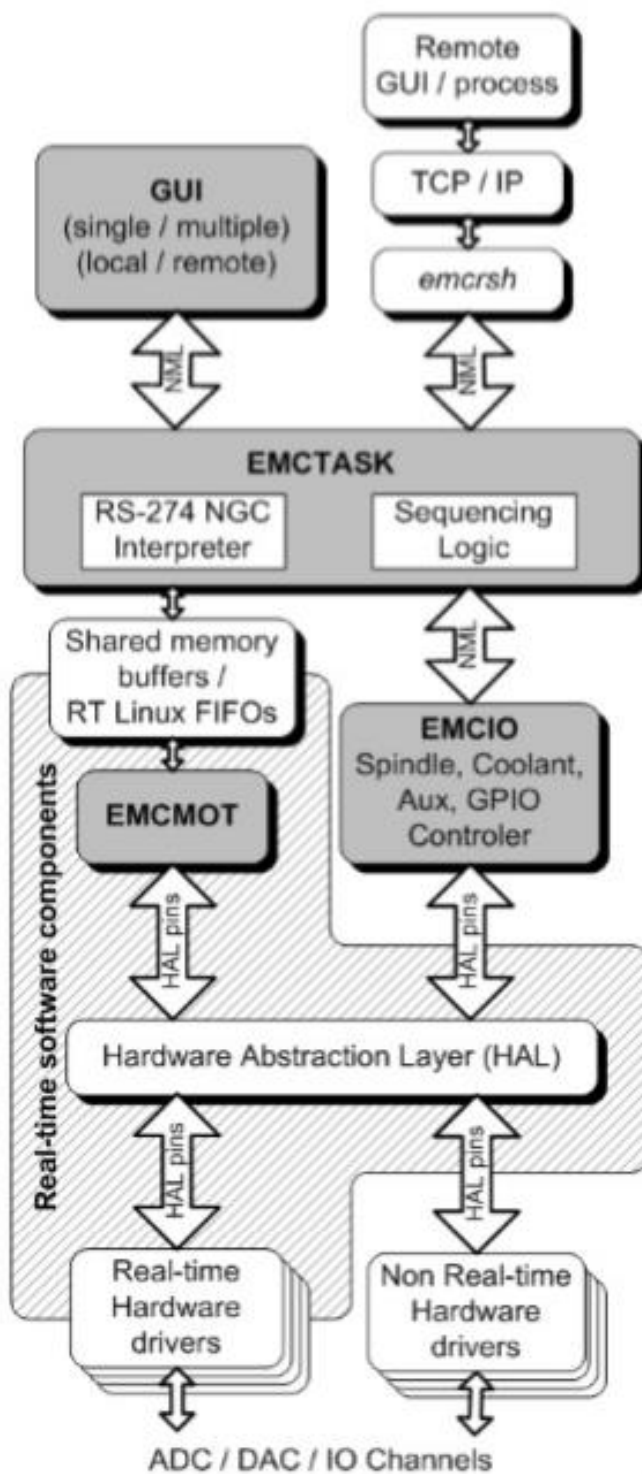 Remote
GUI / process
TCP / IP
emcrsh
GUI
(single / multiple)
(local / remote)
NML
NML
EMCTASK
RS-274 NGC
Interpreter
Sequencing
Logic
Shared memory
buffers /
RT Linux FIFOs
NML
EMCMOT
EMCIO
Spindle, Coolant,
Aux, GPIO
Controler
Real-time software components
HAL pins
HAL pins
Hardware Abstraction Layer (HAL)
HAL pins
HAL pins
Real-time
Hardware
drivers
Non Real-time
Hardware
drivers
ADC / DAC / IO Channels